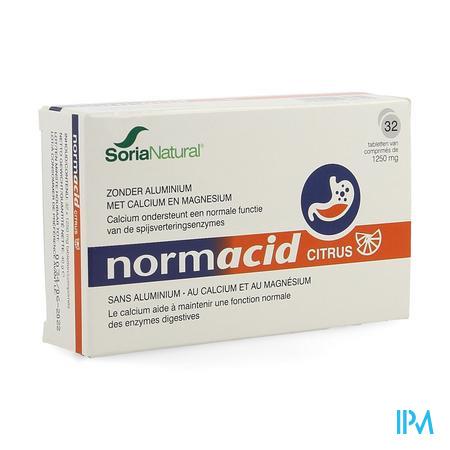 SoriaNatural®
32
tabletten van
comprimés de
1250 mg
ZONDER ALUMINIUM
MET CALCIUM EN MAGNESIUM
Calcium ondersteunt een normale functie
van de spijsverteringsenzymes
normacid CITRUS
SANS ALUMINIUM - AU CALCIUM ET AU MAGNÉSIUM
Le calcium aide à maintenir une fonction normale
des enzymes digestives
normacid CITRUS
IPM